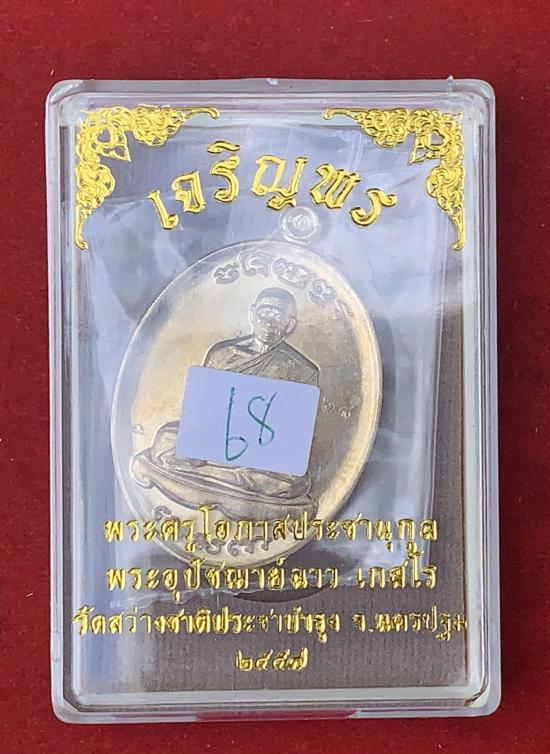 เจริญพร
68
พระครูโอภาสประชานุกูล
พระอุปัชฌาย์ฉาว เกสโร
วัดสว่างชาติประชาบำรุง จ.นครปฐม
๒๕๕๗